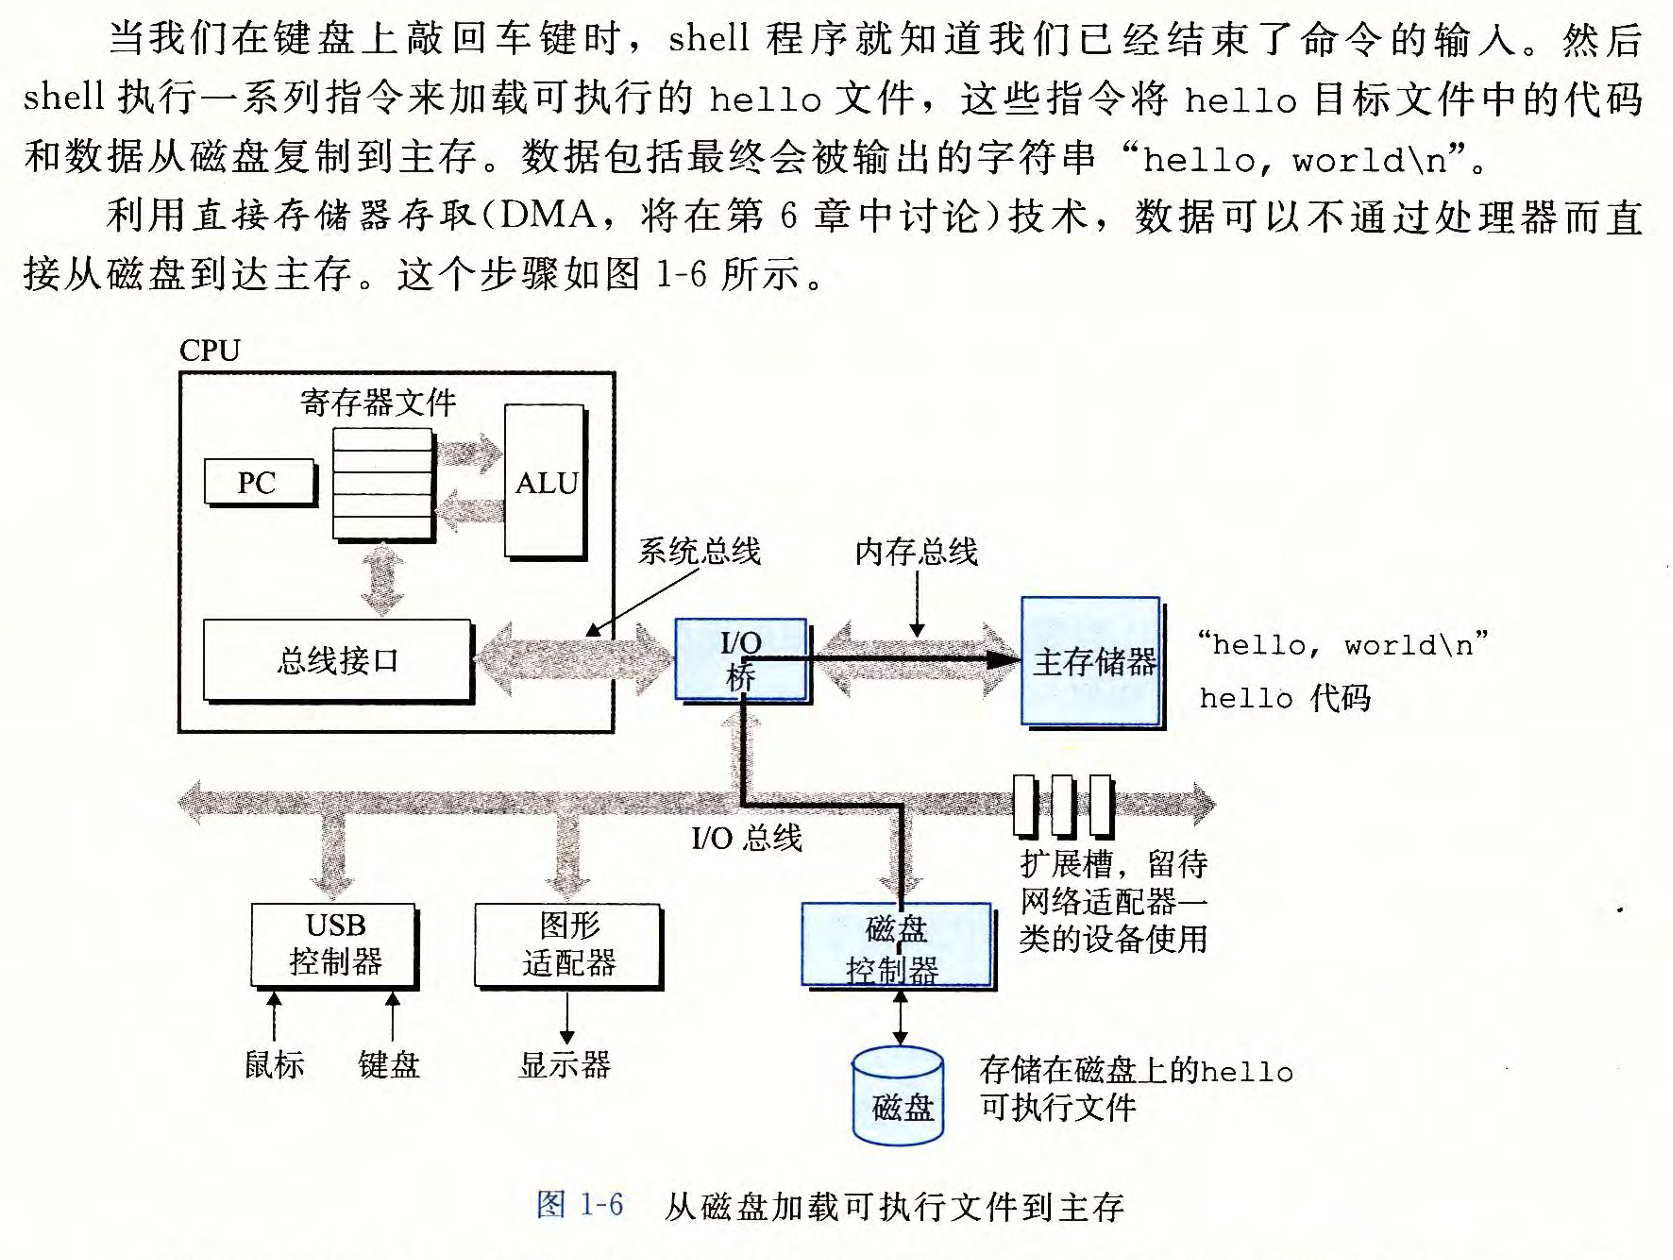 当我们在键盘上敲回车键时，shell 程序就知道我们已经结束了命令的输入。然后
shell 执行一系列指令来加载可执行的 hello 文件，这些指令将 hello 目标文件中的代码
和数据从磁盘复制到主存。数据包括最终会被输出的字符串“hello, world\n”。
利用直接存储器存取(DMA，将在第 6 章中讨论)技术，数据可以不通过处理器而直
接从磁盘到达主存。这个步骤如图 1-6 所示。
CPU
寄存器文件
PC
ALU
系统总线
内存总线
总线接口
I/O
桥
主存储器
“hello, world\n”
hello 代码
I/O 总线
扩展槽，留待
网络适配器一
类的设备使用
USB
控制器
图形
适配器
磁盘
控制器
鼠标
键盘
显示器
磁盘
存储在磁盘上的hello
可执行文件
图 1-6 从磁盘加载可执行文件到主存